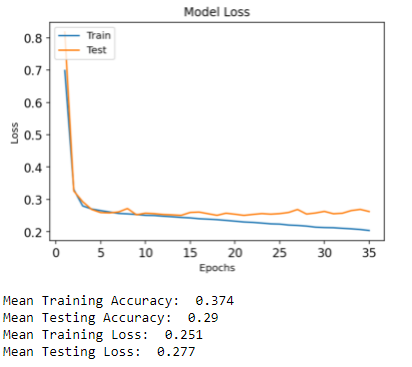 Model Loss
Train
Test
0.8
0.7
0.6
0.5
0.4
0.3
0.2
Loss
0 5 10 15 20 25 30 35
Epochs
Mean Training Accuracy: 0.374
Mean Testing Accuracy: 0.29
Mean Training Loss: 0.251
Mean Testing Loss: 0.277